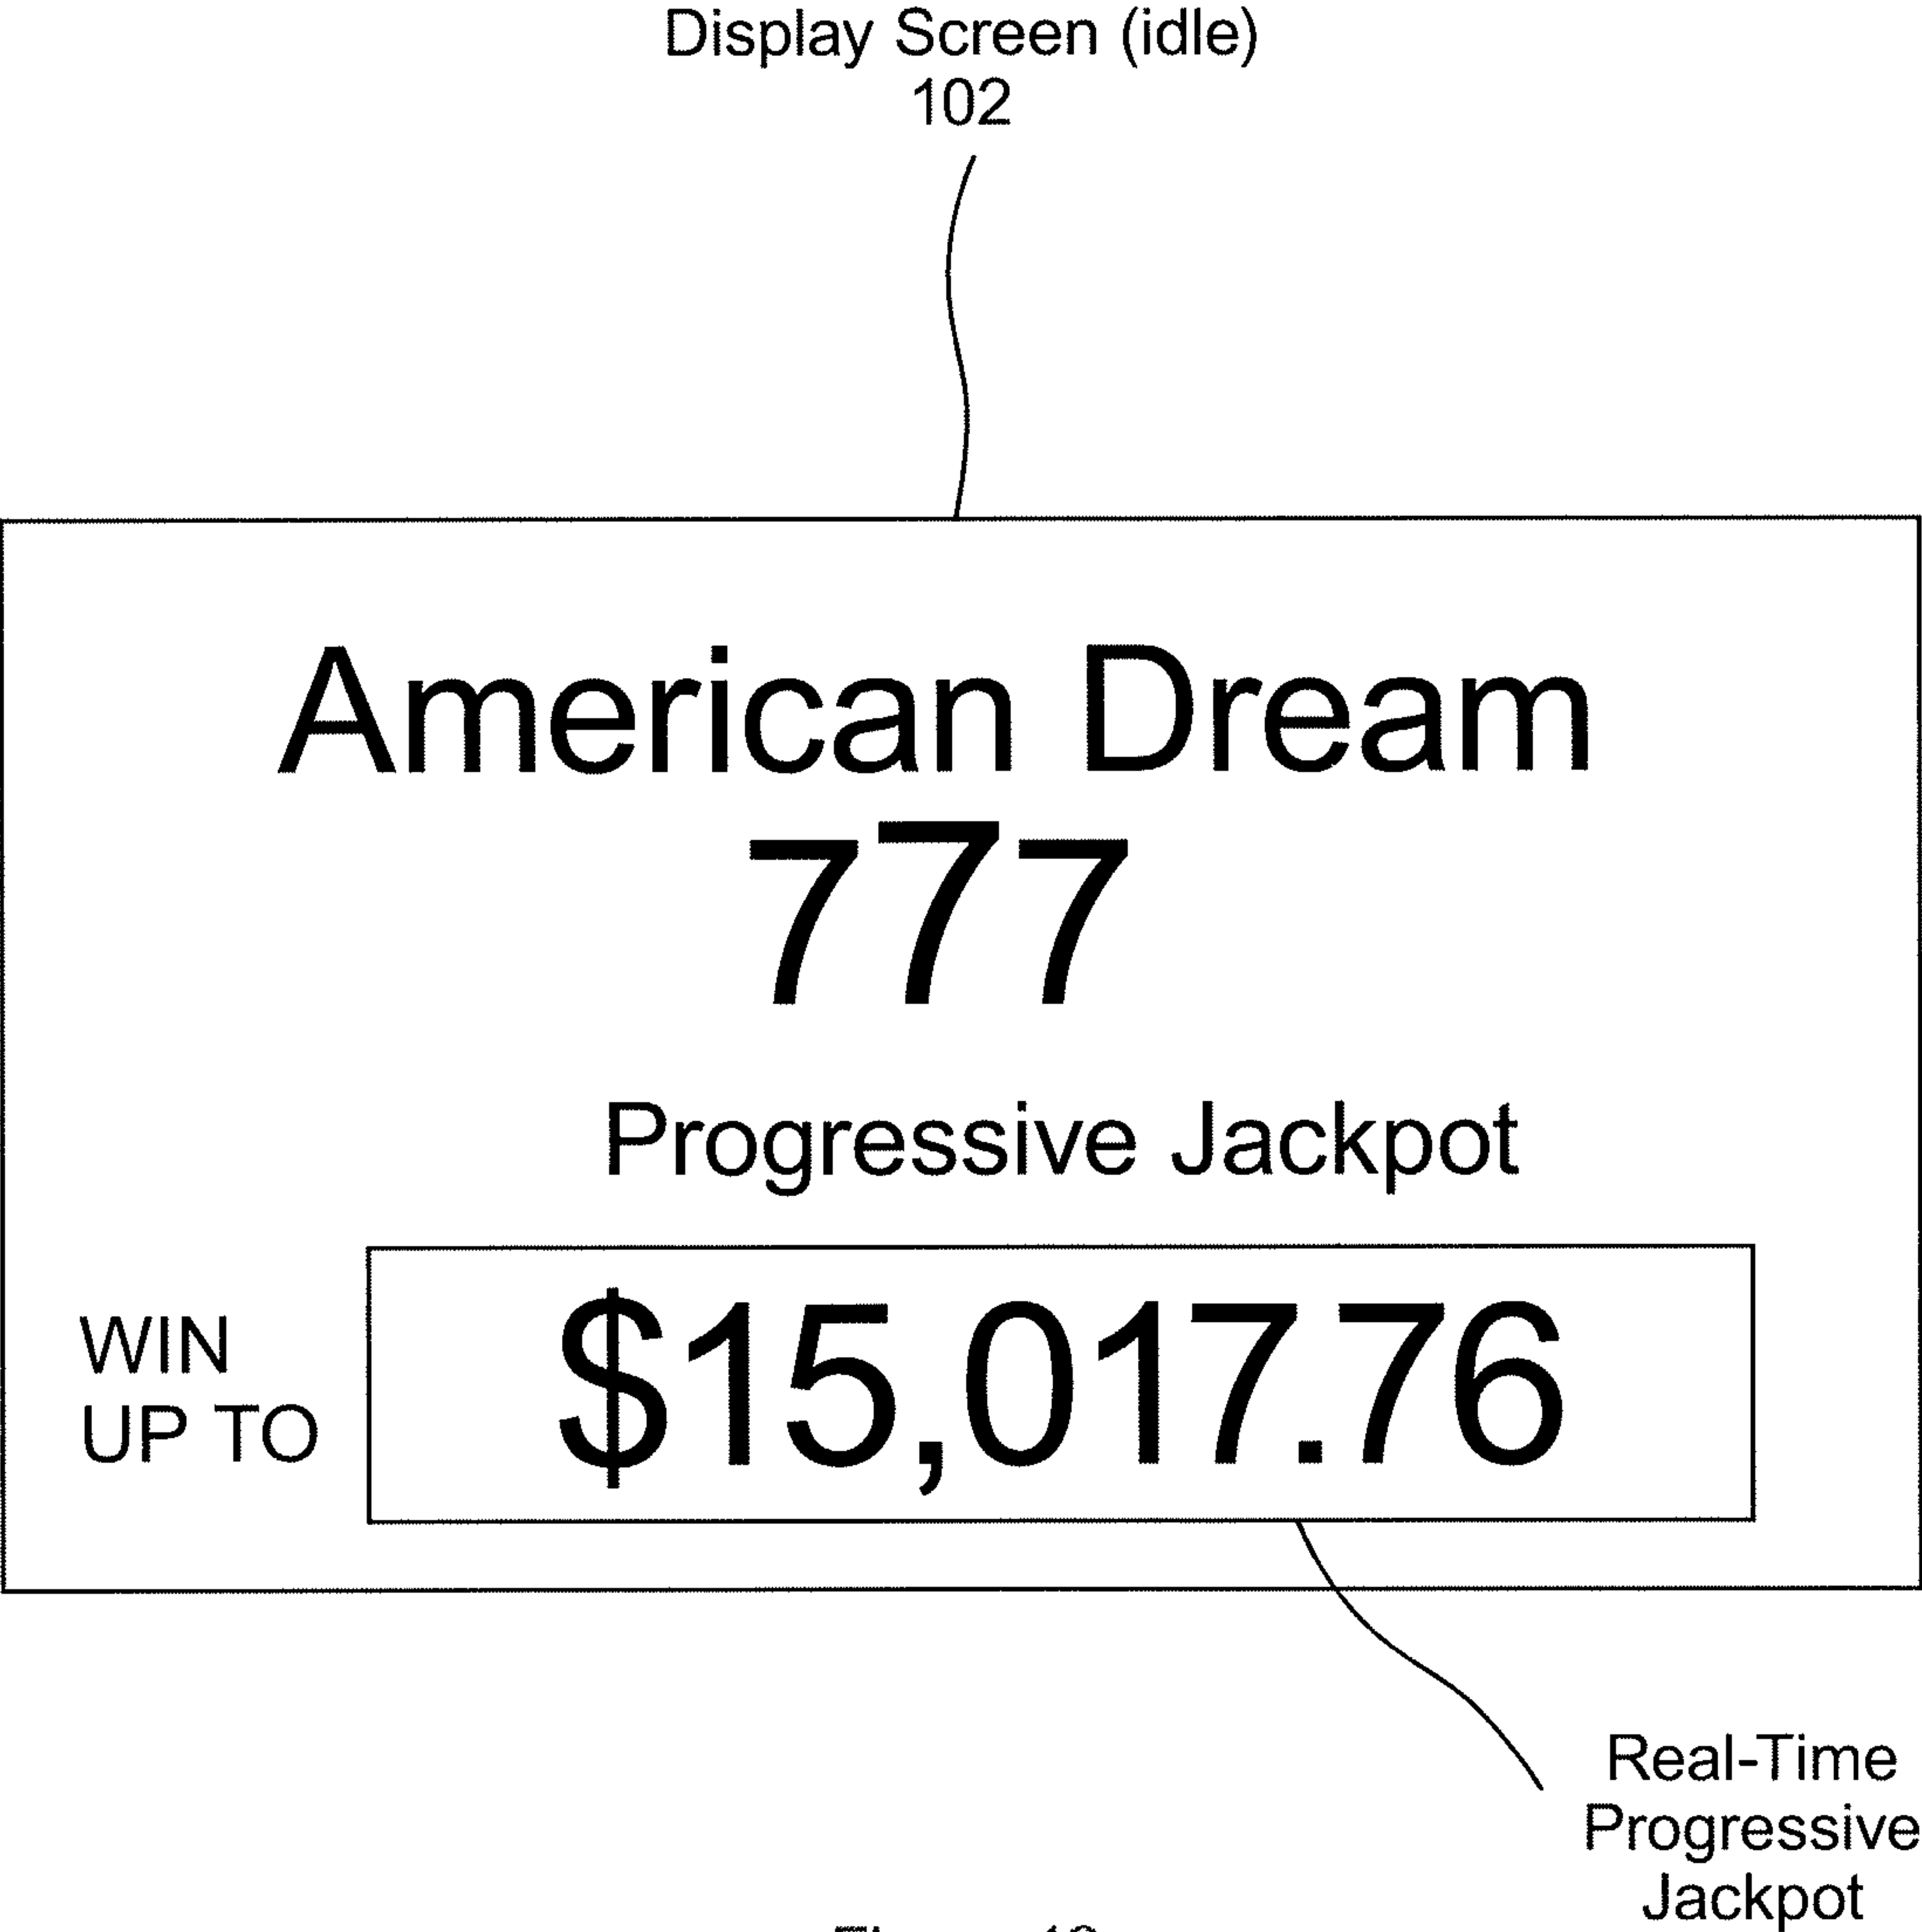 Display Screen (idle)
102
American Dream
777
Progressive Jackpot
WIN
UP TO
$15,017.76
Real-Time
Progressive
Jackpot